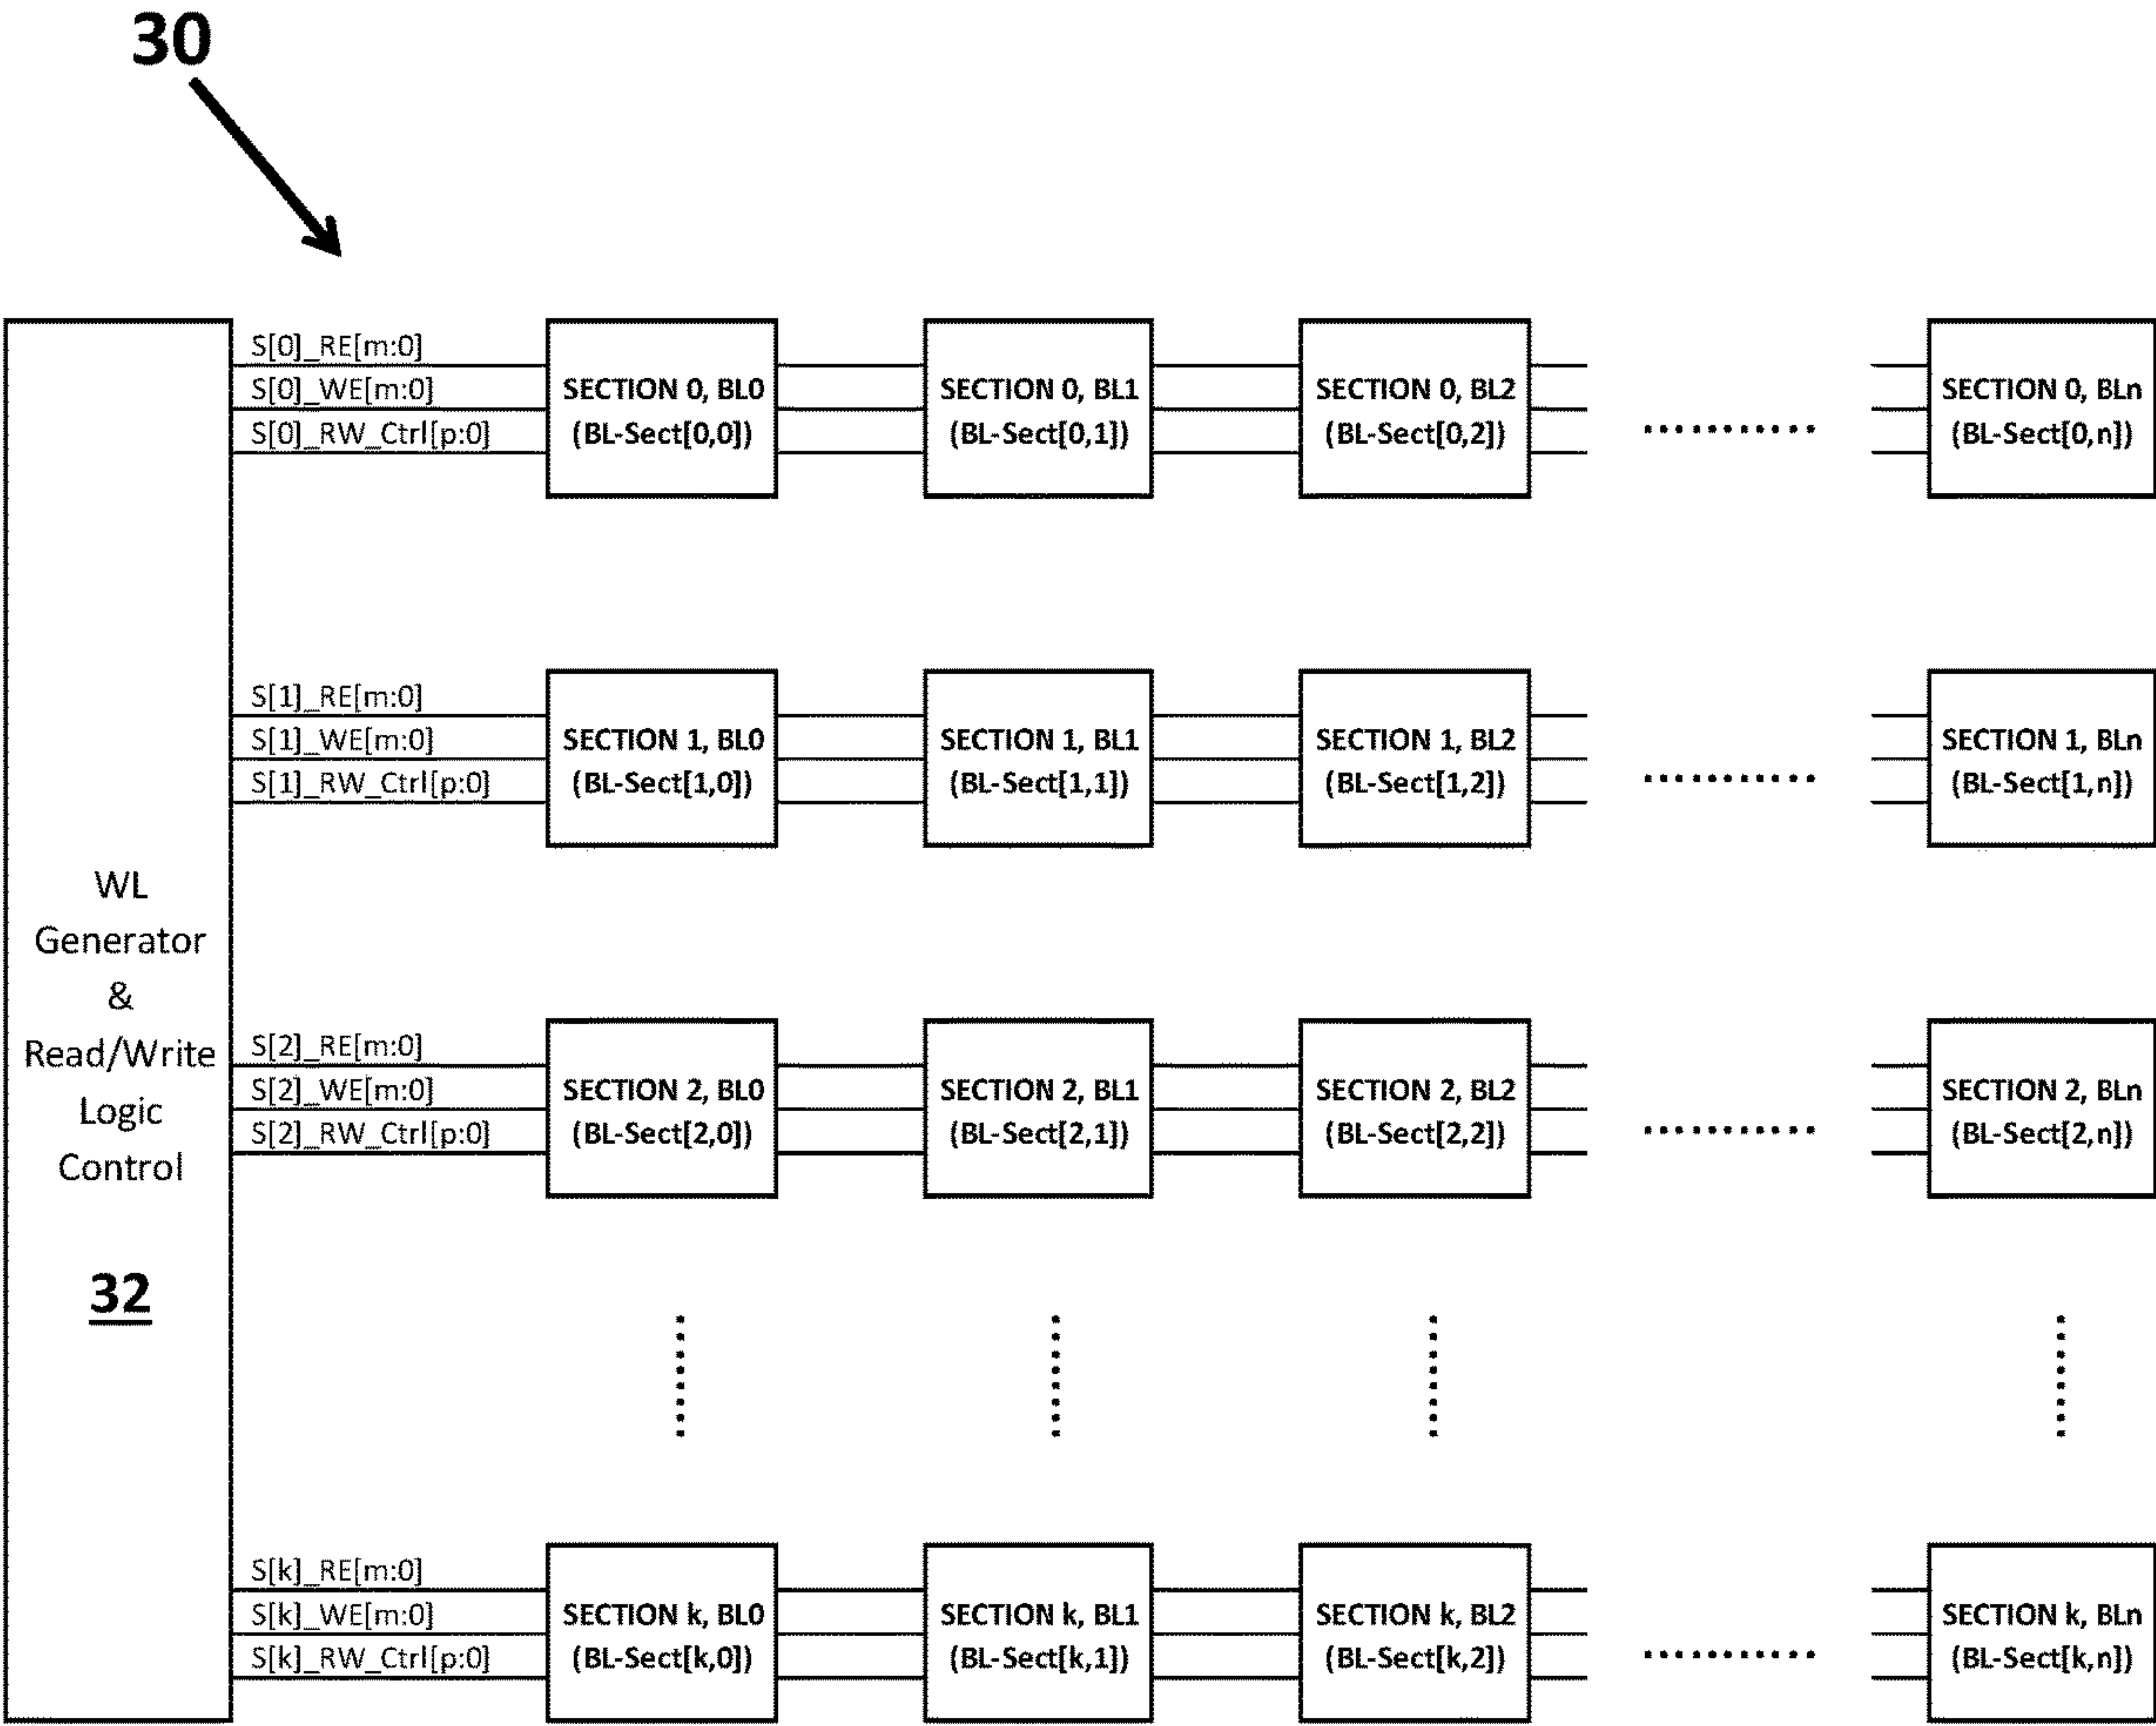 30
S[0]_RE[m:0]
S[0]_WE[m:0]
S[0]_RW_Ctrl[p:0]
SECTION 0, BL0
(BL-Sect[0,0])
SECTION 0, BL1
(BL-Sect[0,1])
SECTION 0, BL2
(BL-Sect[0,2])
SECTION 0, BLn
(BL-Sect[0,n])
S[1]_RE[m:0]
S[1]_WE[m:0]
S[1]_RW_Ctrl[p:0]
SECTION 1, BL0
(BL-Sect[1,0])
SECTION 1, BL1
(BL-Sect[1,1])
SECTION 1, BL2
(BL-Sect[1,2])
SECTION 1, BLn
(BL-Sect[1,n])
WL
Generator
&
Read/Write
Logic
Control
32
S[2]_RE[m:0]
S[2]_WE[m:0]
S[2]_RW_Ctrl[p:0]
SECTION 2, BL0
(BL-Sect[2,0])
SECTION 2, BL1
(BL-Sect[2,1])
SECTION 2, BL2
(BL-Sect[2,2])
SECTION 2, BLn
(BL-Sect[2,n])
S[k]_RE[m:0]
S[k]_WE[m:0]
S[k]_RW_Ctrl[p:0]
SECTION k, BL0
(BL-Sect[k,0])
SECTION k, BL1
(BL-Sect[k,1])
SECTION k, BL2
(BL-Sect[k,2])
SECTION k, BLn
(BL-Sect[k,n])